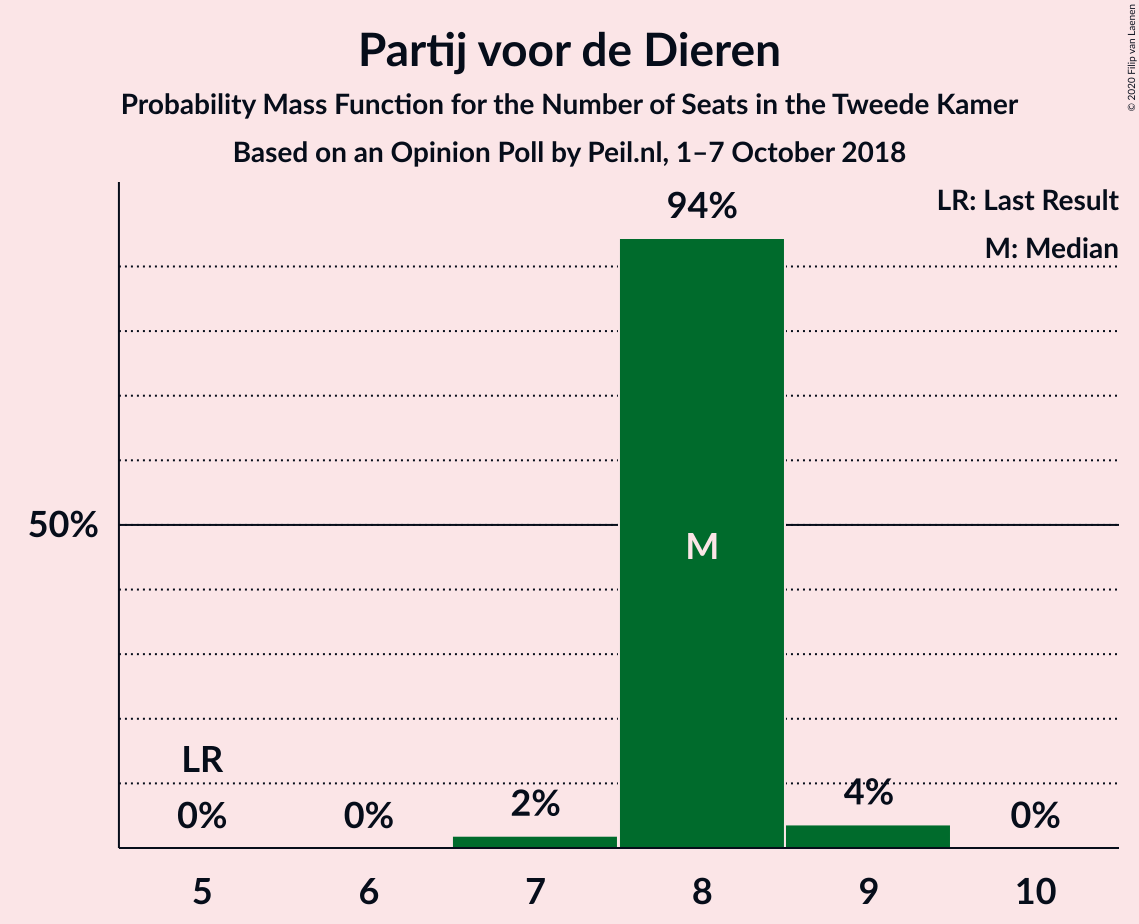 Partij voor de Dieren
Probability Mass Function for the Number of Seats in the Tweede Kamer
Based on an Opinion Poll by Peil.nl, 1–7 October 2018
© 2020 Filip van Laenen
LR: Last Result
M: Median
94%
50%
M
LR
0%
0%
2%
4%
0%
5
6
7
8
9
10